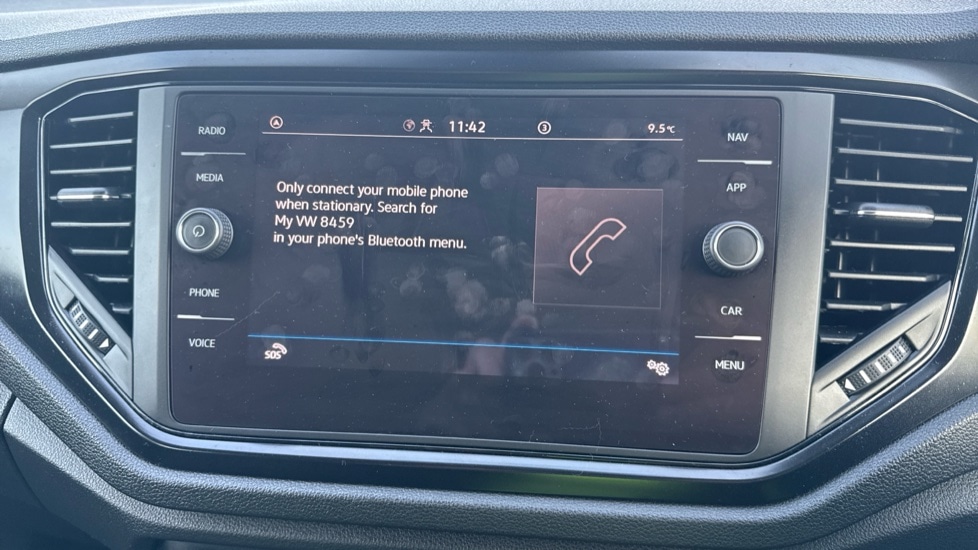 RADIO
MEDIA
PHONE
VOICE
A 11:42 3 9.5°C
Only connect your mobile phone
when stationary. Search for
My VW 8459
in your phone's Bluetooth menu.
SOS
NAV
APP
CAR
MENU